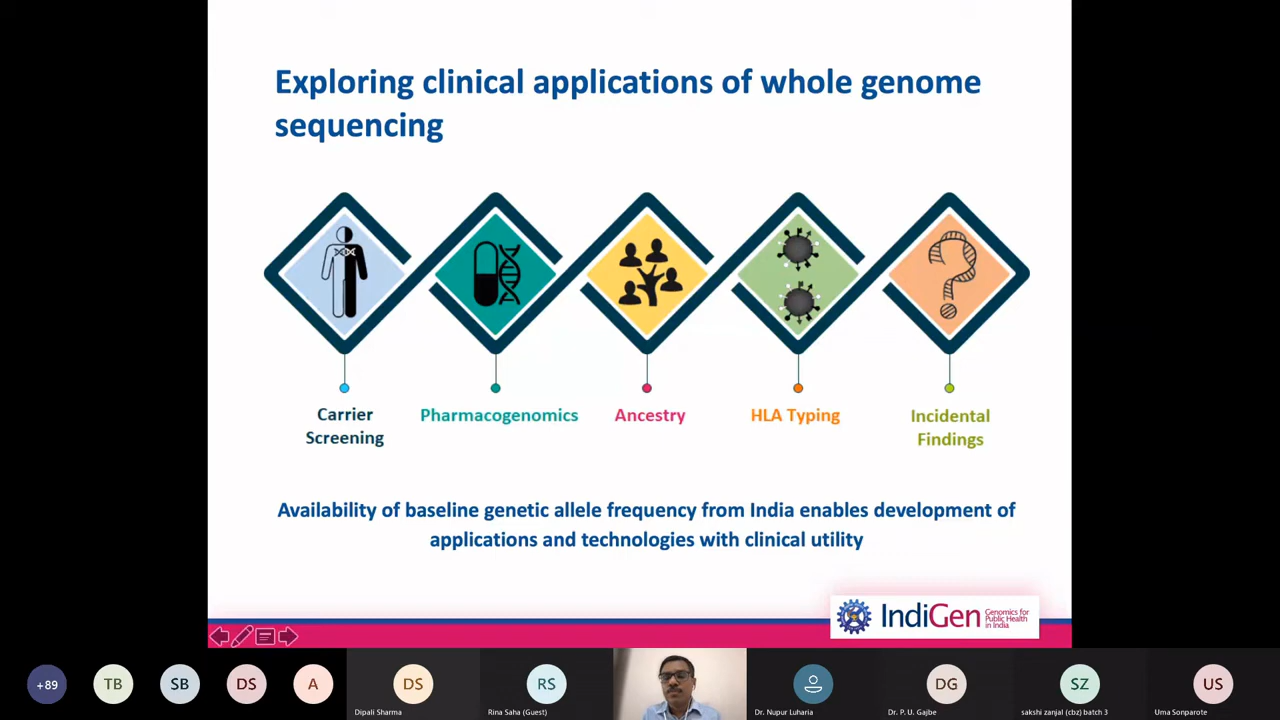 Exploring clinical applications of whole genome
sequencing
Carrier
Screening
Pharmacogenomics
Ancestry
HLA Typing
Incidental
Findings
Availability of baseline genetic allele frequency from India enables development of
applications and technologies with clinical utility
IndiGen
Genomics for
Public Health
in India
+89
TB
SB
DS
A
DS
Dipali Sharma
RS
Rina Saha (Guest)
Dr. Nupur Luharia
DG
Dr. P. U. Gajbe
SZ
sakshi zanjal (cbz) batch 3
US
Uma Sonparote